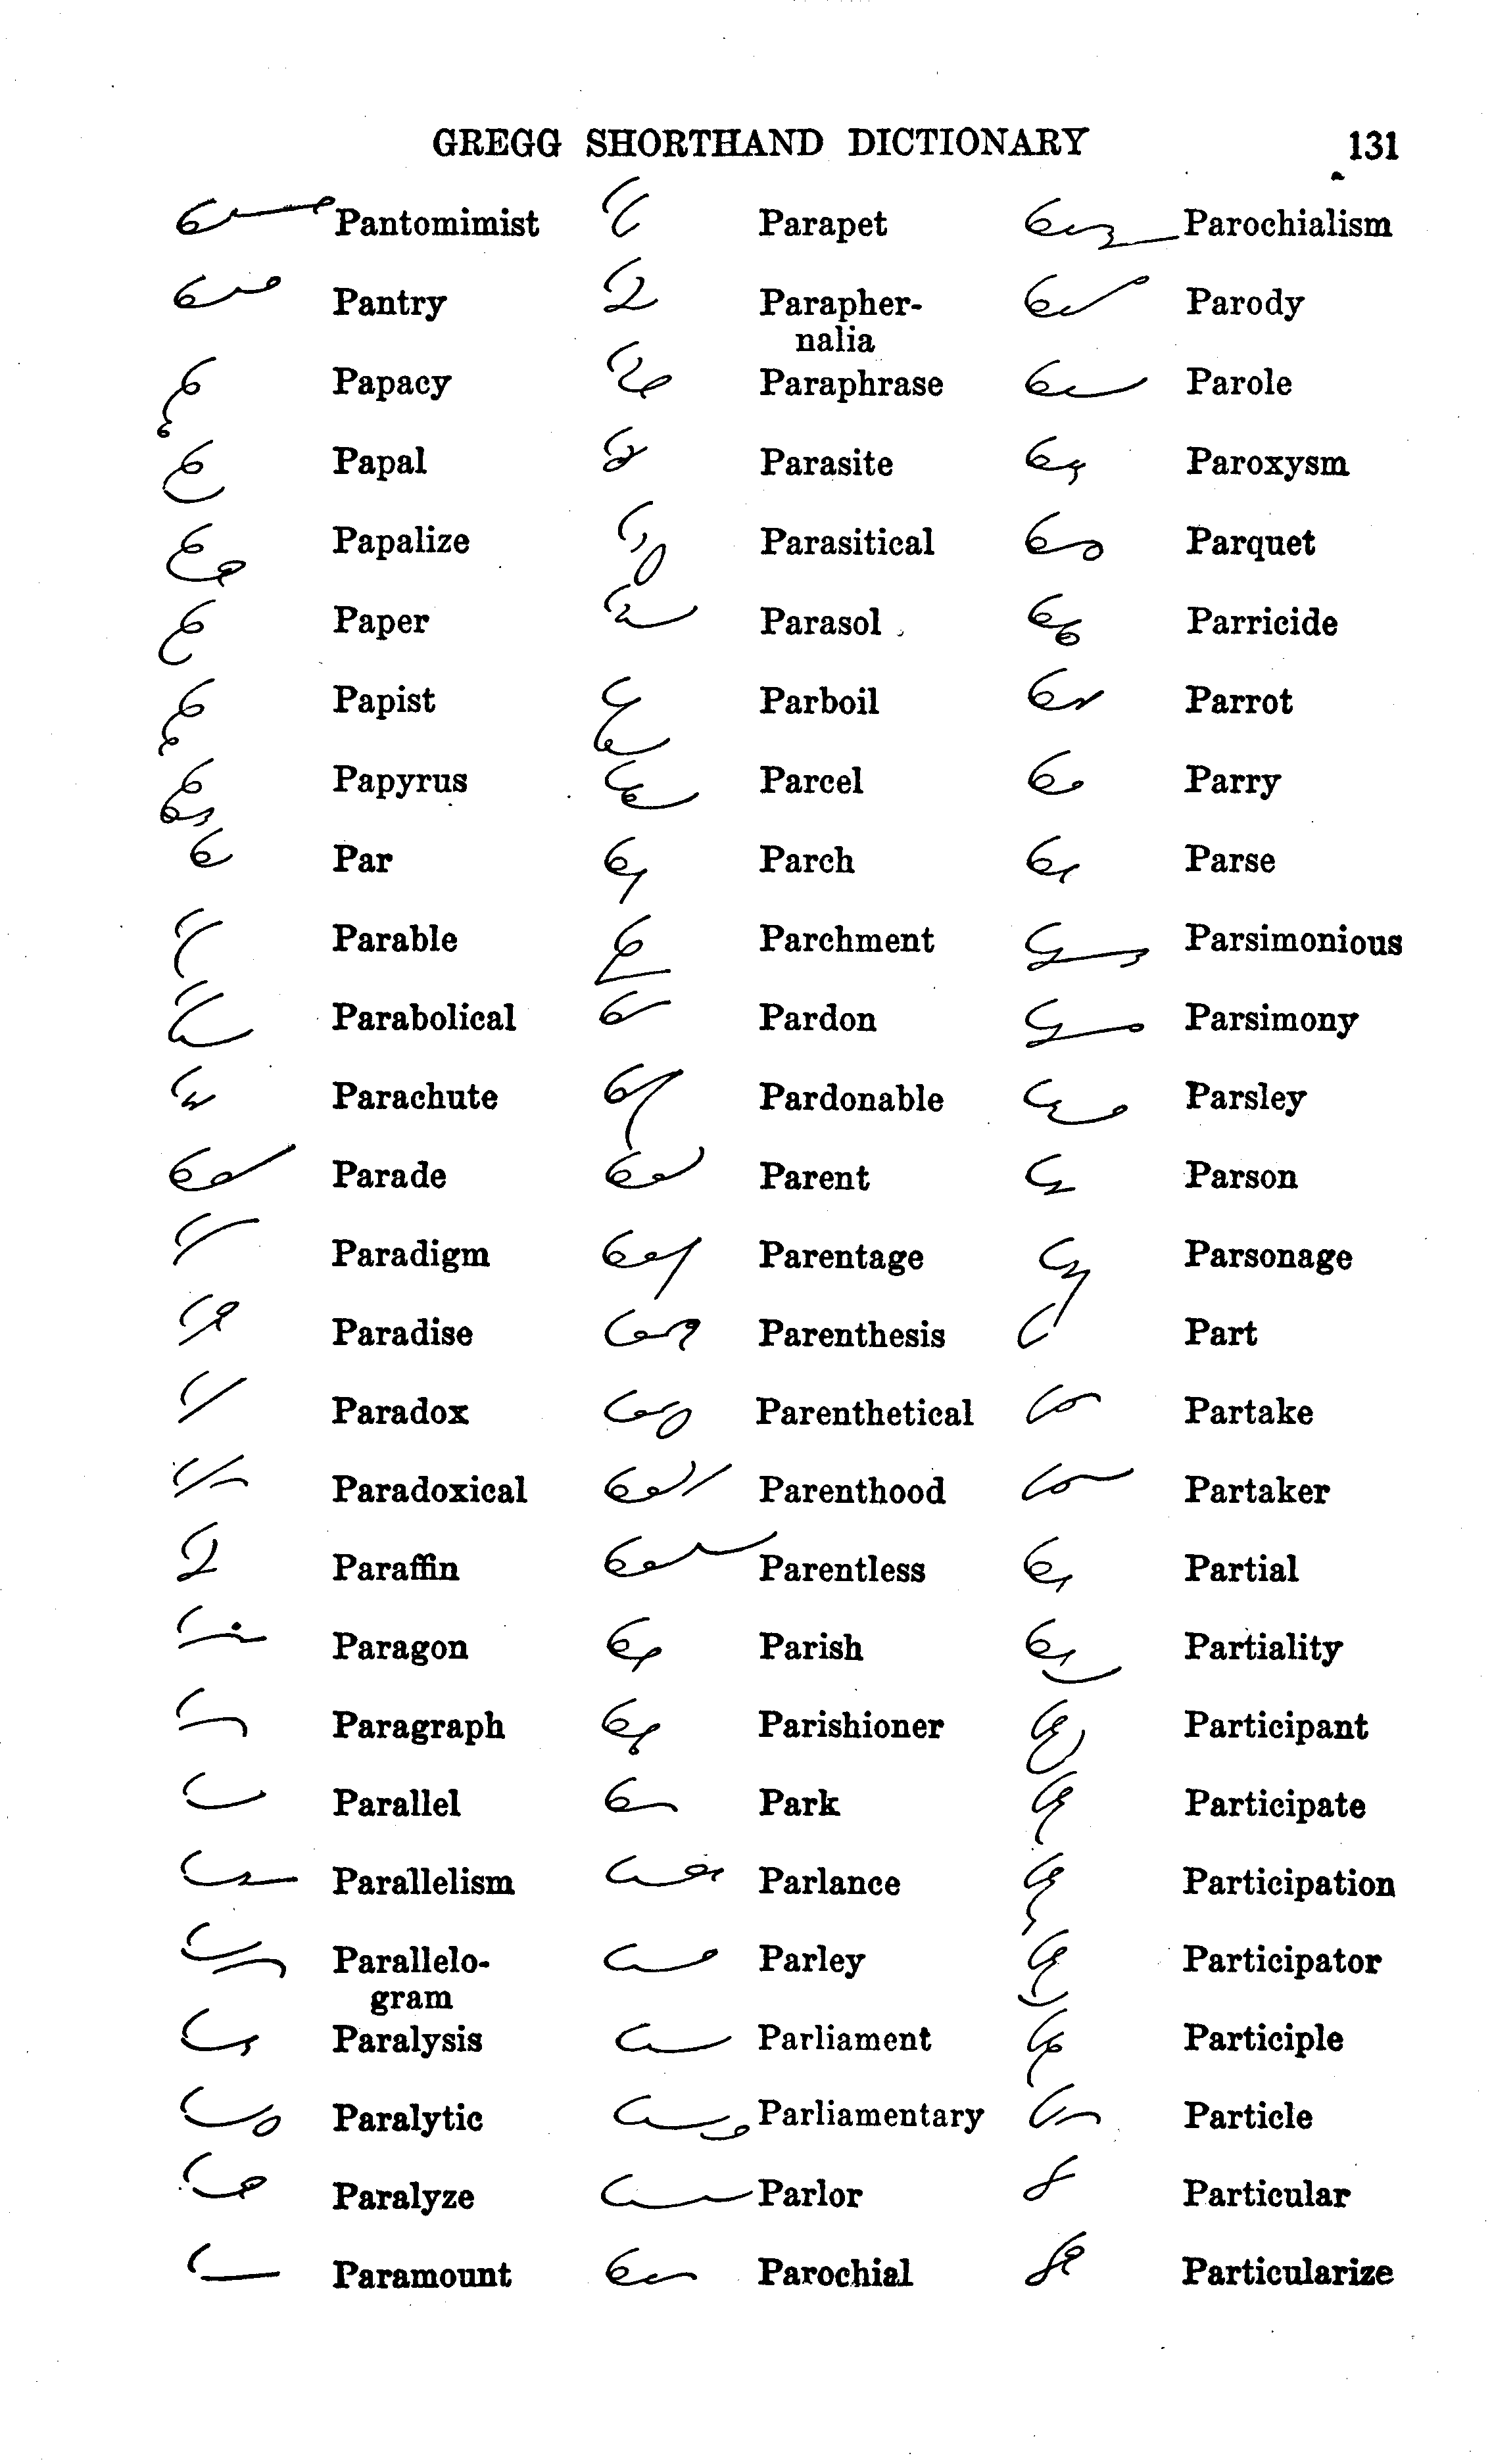 GREGG SHORTHAND DICTIONARY 131
Pantomimist
Pantry
Papacy
Papal
Papalize
Paper
Papist
Papyrus
Par
Parable
Parabolical
Parachute
Parade
Paradigm
Paradise
Paradox
Paradoxical
Paraffin
Paragon
Paragraph
Parallel
Parallelism
Parallelo-
gram
Paralysis
Paralytic
Paralyze
Paramount
Parapet
Parapher-
nalia
Paraphrase
Parasite
Parasitical
Parasol
Parboil
Parcel
Parch
Parchment
Pardon
Pardonable
Parent
Parentage
Parenthesis
Parenthetical
Parenthood
Parentless
Parish
Parishioner
Park
Parlance
Parley
Parliament
Parliamentary
Parlor
Parochial
Parochialism
Parody
Parole
Paroxysm
Parquet
Parricide
Parrot
Parry
Parse
Parsimonious
Parsimony
Parsley
Parson
Parsonage
Part
Partake
Partaker
Partial
Partiality
Participant
Participate
Participation
Participator
Participle
Particle
Particular
Particularize